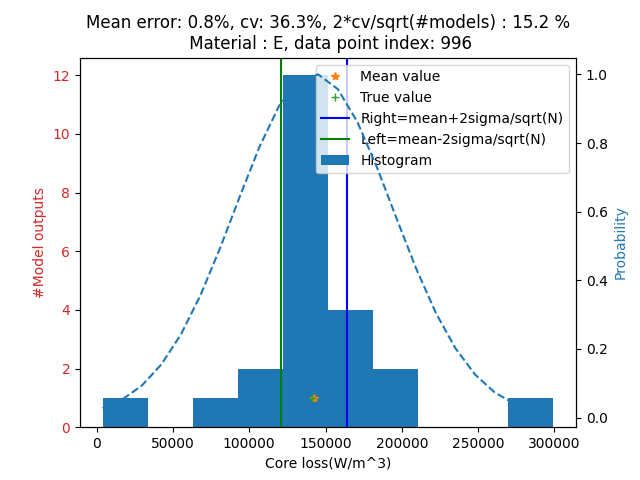 Mean error: 0.8%, cv: 36.3%, 2*cv/sqrt(#models) : 15.2 %
Material : E, data point index: 996
Mean value
True value
Right=mean+2sigma/sqrt(N)
Left=mean-2sigma/sqrt(N)
Histogram
12
10
8
6
4
2
0
#Model outputs
1.0
0.8
0.6
0.4
0.2
0.0
Probability
0 50000 100000 150000 200000 250000 300000
Core loss(W/m^3)